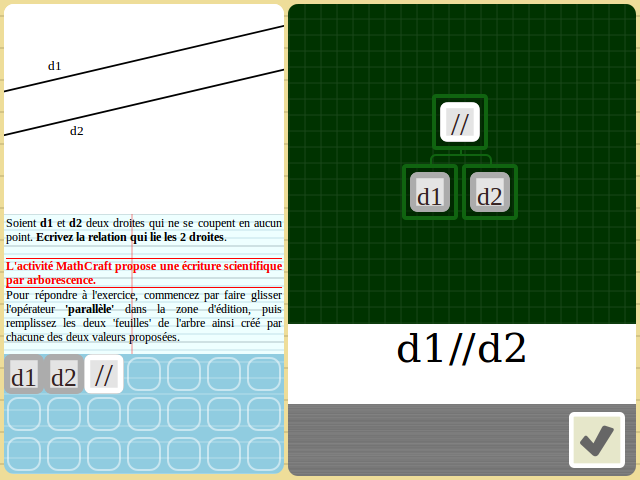 d1
d2
Soient d1 et d2 deux droites qui ne se coupent en aucun
point. Ecrivez la relation qui lie les 2 droites.
L'activité MathCraft propose une écriture scientifique
par arborescence.
Pour répondre à l'exercice, commencez par faire glisser
l'opérateur 'parallèle' dans la zone d'édition, puis
remplissez les deux 'feuilles' de l'arbre ainsi créé par
chacune des deux valeurs proposées.
d1 d2 //
//
d1 d2
d1//d2